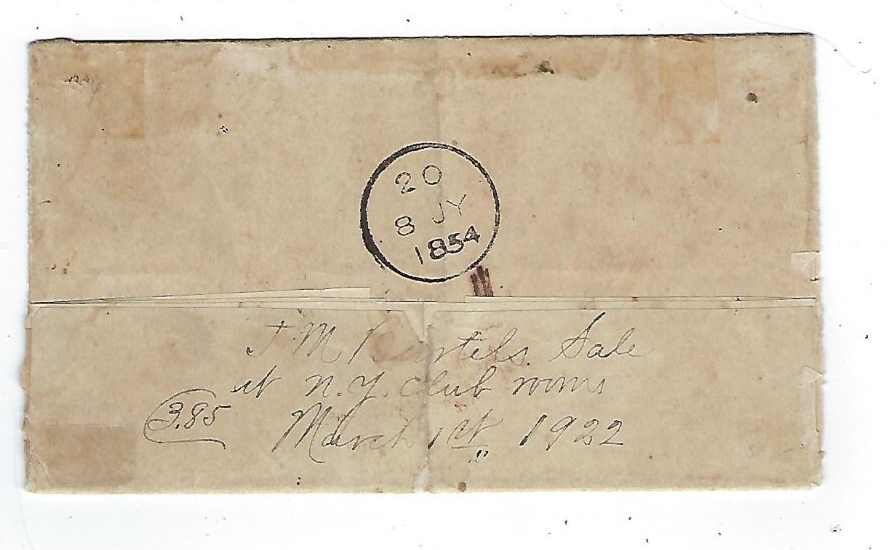 20
8 JY
1854
J. M. Bartels Sale
at N.Y. Club rooms
3.85
March 1st 1922